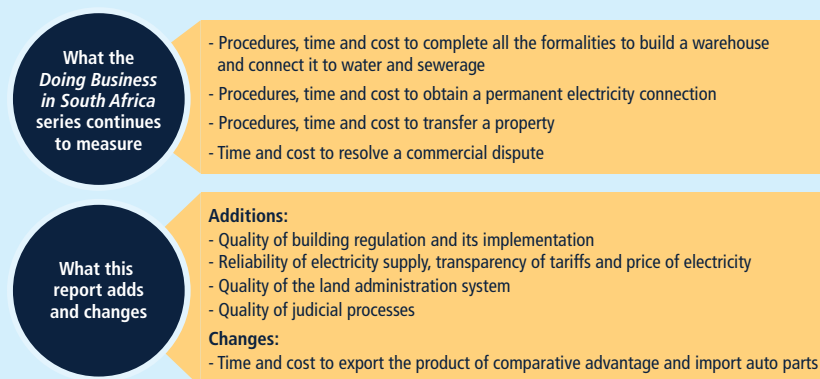 What the
Doing Business
in South Africa
series continues
to measure
- Procedures, time and cost to complete all the formalities to build a warehouse
and connect it to water and sewerage
- Procedures, time and cost to obtain a permanent electricity connection
- Procedures, time and cost to transfer a property
- Time and cost to resolve a commercial dispute
What this
report adds
and changes
Additions:
- Quality of building regulation and its implementation
- Reliability of electricity supply, transparency of tariffs and price of electricity
- Quality of the land administration system
- Quality of judicial processes
Changes:
- Time and cost to export the product of comparative advantage and import auto parts